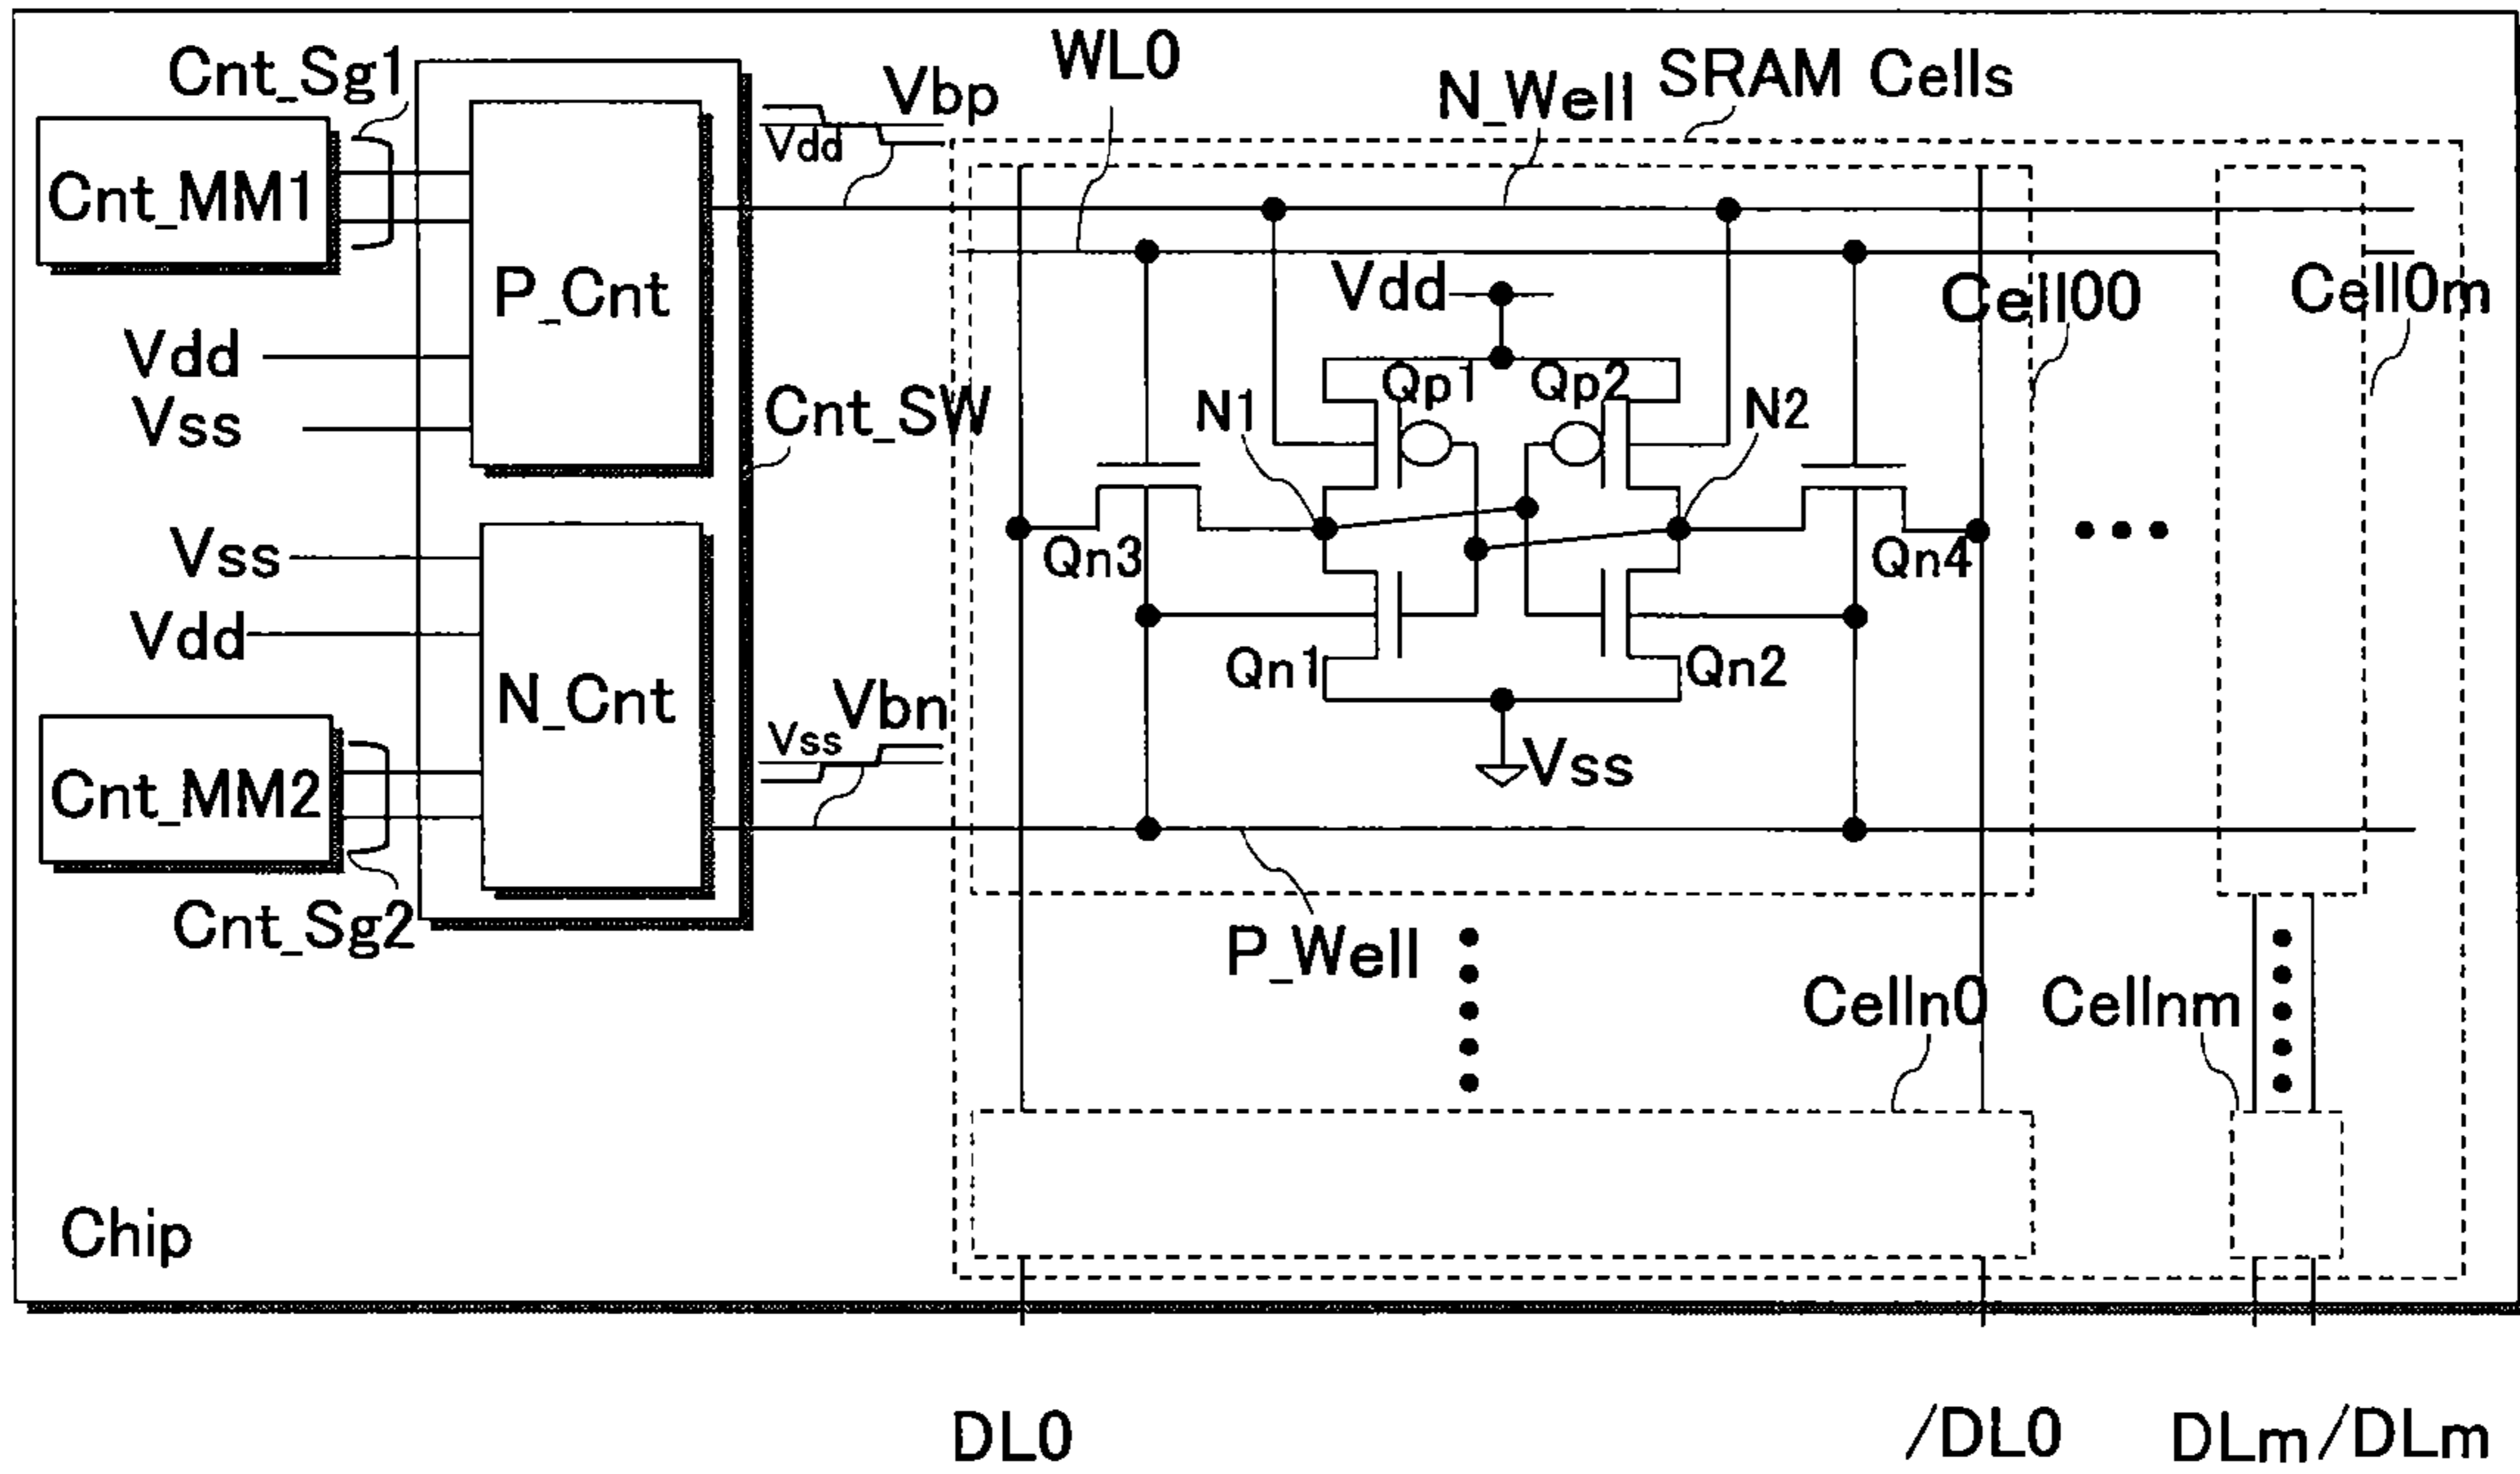 Cnt_Sg1
WL0
Vbp
N_Well
SRAM Cells
Vdd
Cnt_MM1
P_Cnt
Vdd
Cell00
Cell0m
Vdd
Vss
Cnt_SW
Qp1
Qp2
N1
N2
Vss
Qn3
Qn4
Vdd
N_Cnt
Vbn
Qn1
Qn2
Vss
Vss
Cnt_MM2
Cnt_Sg2
P_Well
Celln0
Cellnm
Chip
DL0
/DL0
DLm
/DLm